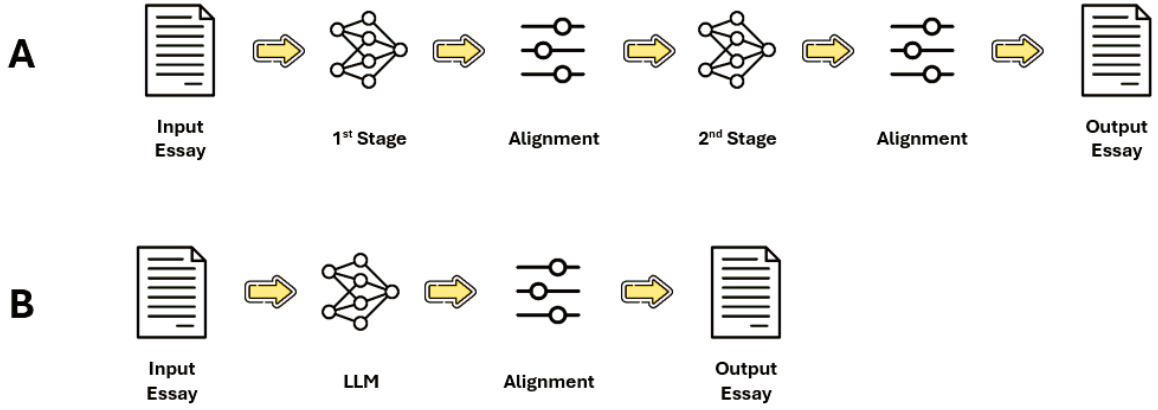 A
Input
Essay
1st Stage
Alignment
2nd Stage
Alignment
Output
Essay
B
Input
Essay
LLM
Alignment
Output
Essay